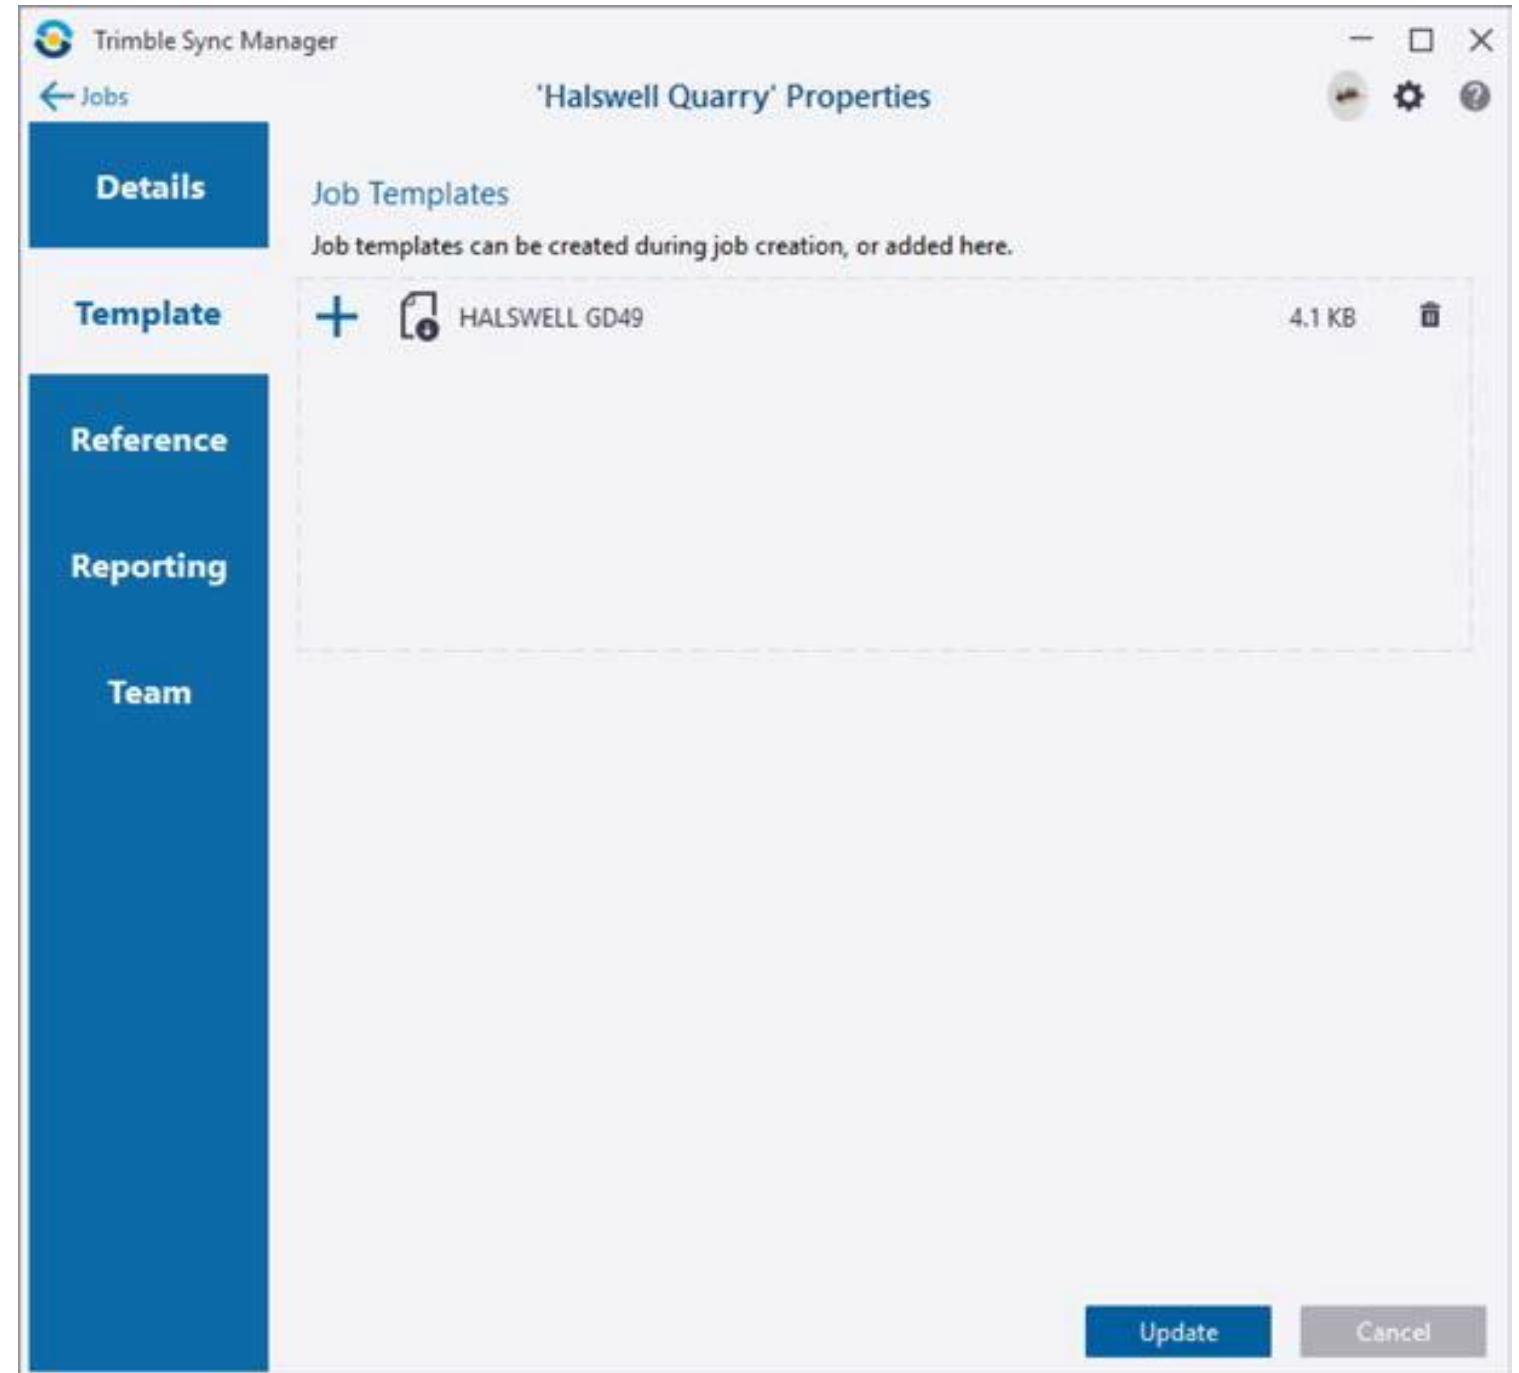 Trimble Sync Manager
Jobs
'Halswell Quarry' Properties
Details
Template
Reference
Reporting
Team
Job Templates
Job templates can be created during job creation, or added here.
HALSWELL GD49 4.1 KB
Update Cancel